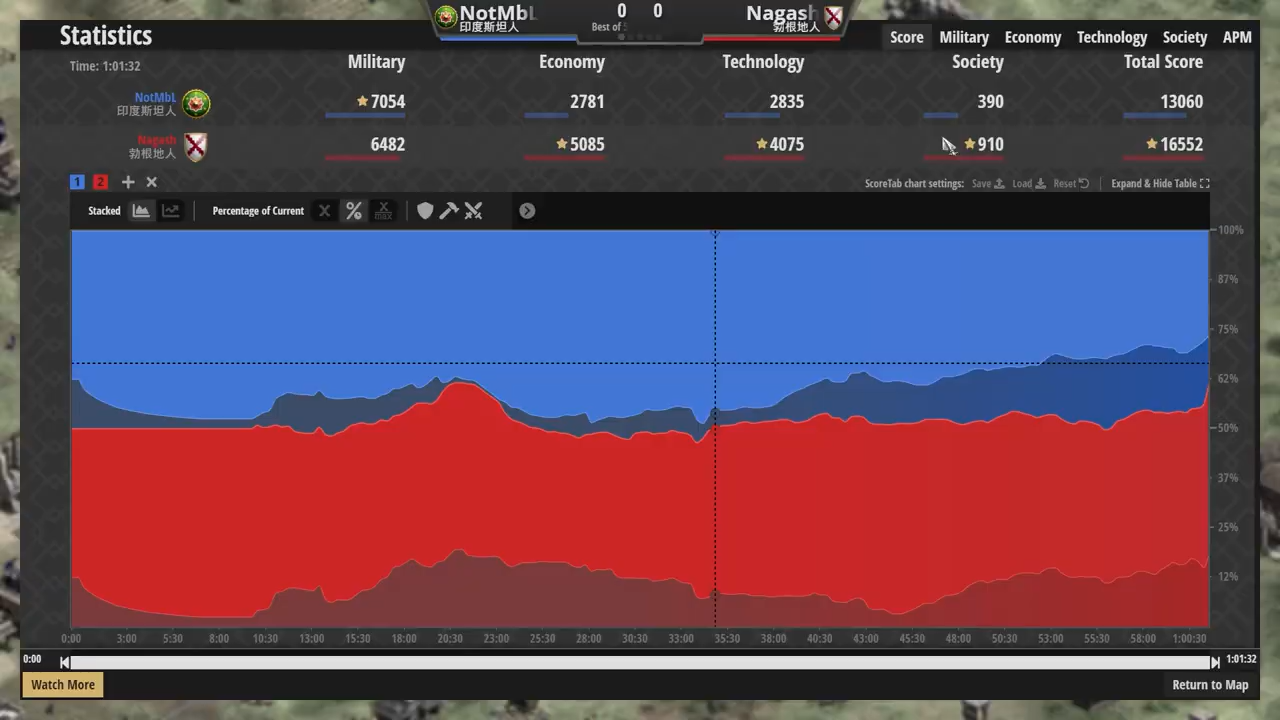 NotMbL 0 0 Nagash
印度斯坦人 Best of 勃根地人
Statistics
Score Military Economy Technology Society APM
Time: 1:01:32
Military Economy Technology Society Total Score
NotMbL
印度斯坦人
7054 2781 2835 390 13060
Nagash
勃根地人
6482 5085 4075 910 16552
1 2
ScoreTab chart settings: Save Load Reset Expand & Hide Table
Stacked Percentage of Current X % X max
100%
87%
75%
62%
50%
37%
25%
12%
0:00 3:00 5:30 8:00 10:30 13:00 15:30 18:00 20:30 23:00 25:30 28:00 30:30 33:00 35:30 38:00 40:30 43:00 45:30 48:00 50:30 53:00 55:30 58:00 1:00:30
0:00 1:01:32
Watch More Return to Map